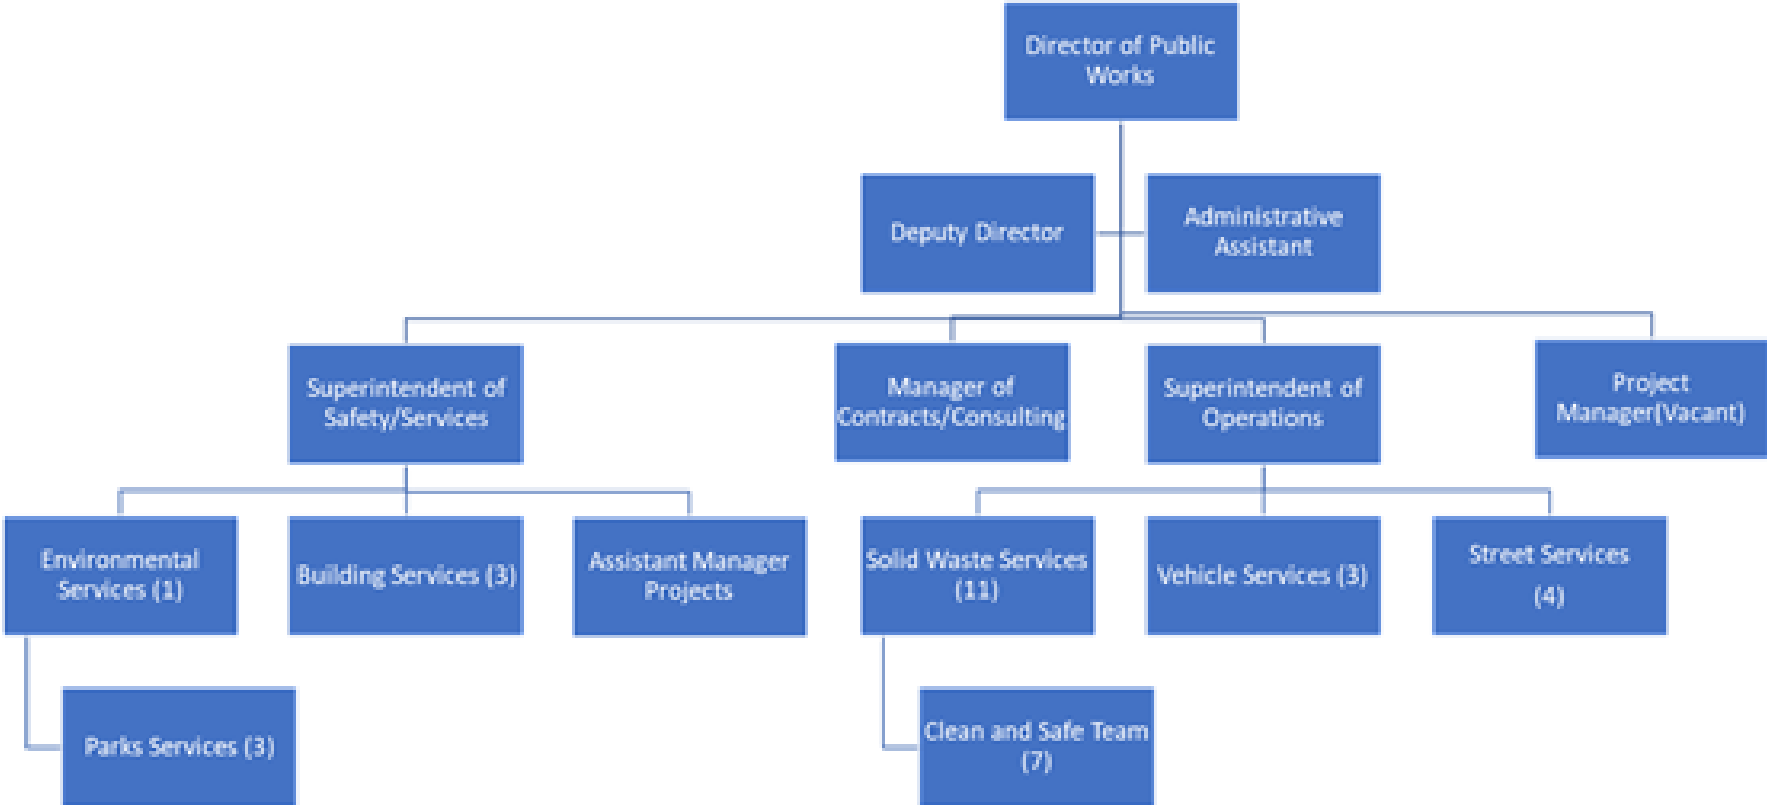 Director of Public
Works
Deputy Director
Administrative
Assistant
Superintendent of
Safety/Services
Manager of
Contracts/Consulting
Superintendent of
Operations
Project
Manager(Vacant)
Environmental
Services (1)
Building Services (3)
Assistant Manager
Projects
Solid Waste Services
(11)
Vehicle Services (3)
Street Services
(4)
Parks Services (3)
Clean and Safe Team
(7)